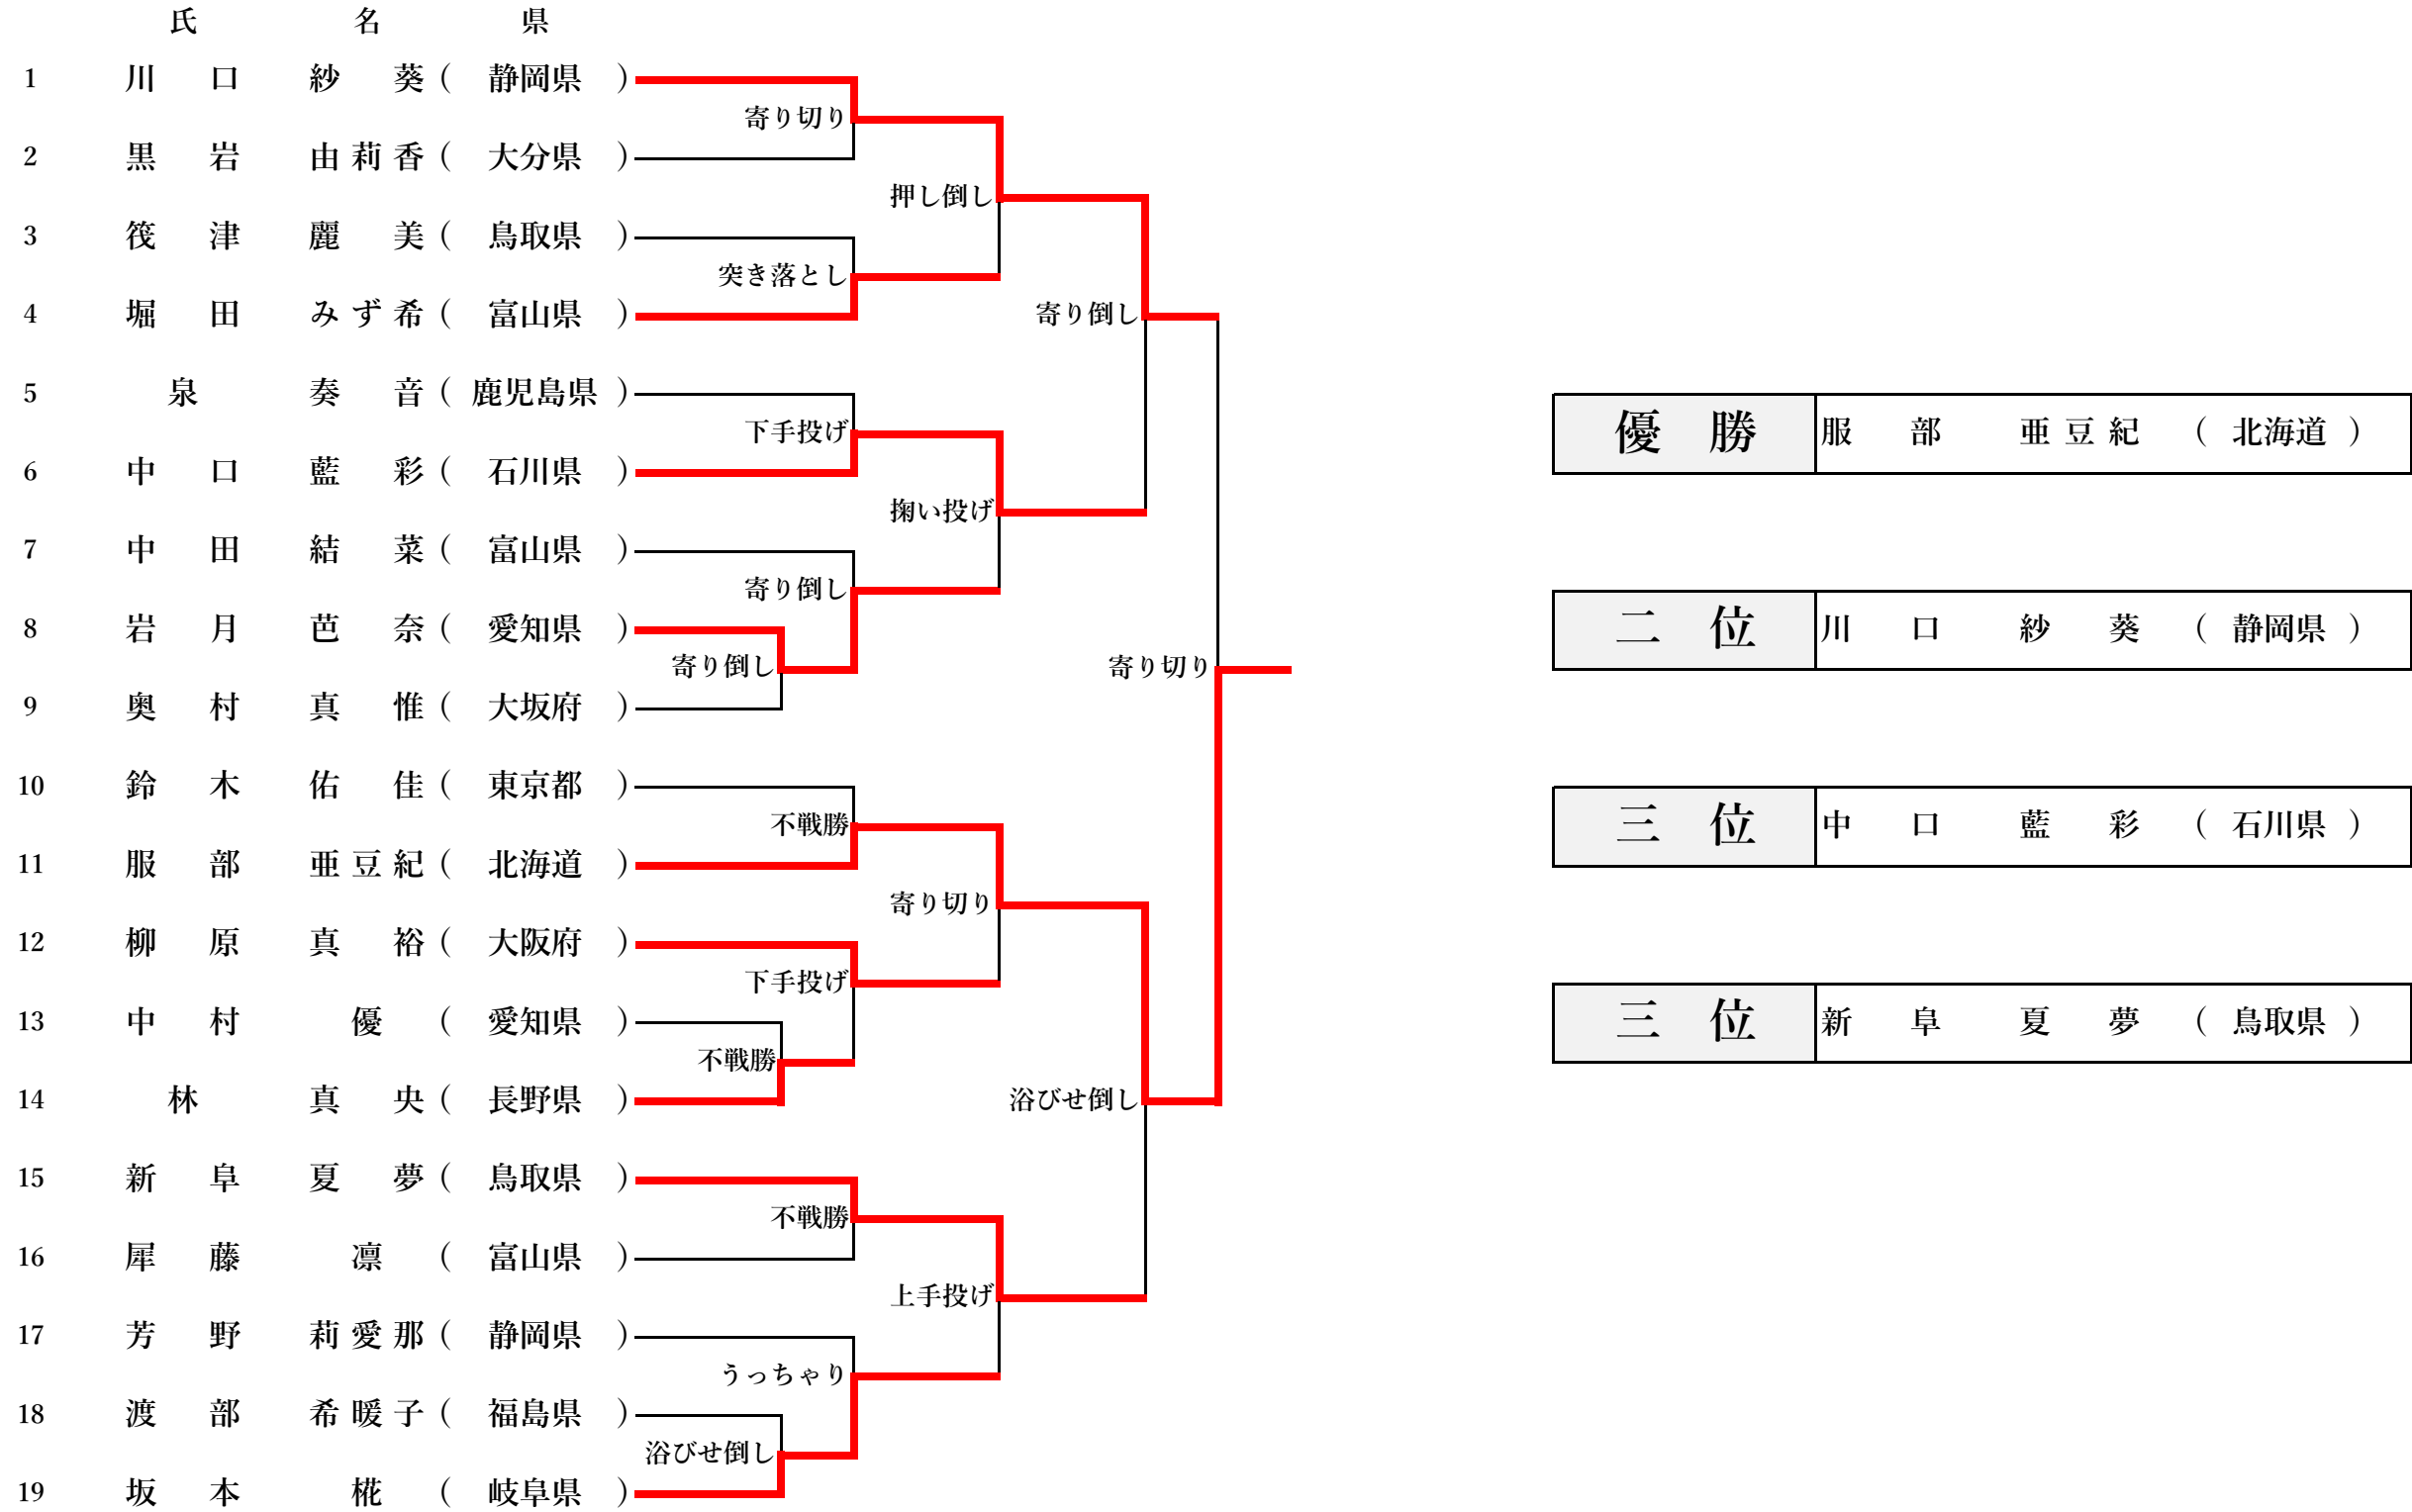 氏 名 県
1 川口 紗葵 ( 静岡県 )
寄り切り
2 黒岩 由莉香 ( 大分県 )
押し倒し
3 筏津 麗美 ( 鳥取県 )
突き落とし
4 堀田 みず希 ( 富山県 )
寄り倒し
5 泉 奏音 ( 鹿児島県 )
下手投げ
6 中口 藍彩 ( 石川県 )
掬い投げ
7 中田 結菜 ( 富山県 )
寄り倒し
8 岩月 芭奈 ( 愛知県 )
寄り倒し
寄り切り
9 奥村 真惟 ( 大坂府 )
10 鈴木 佑佳 ( 東京都 )
不戦勝
11 服部 亜豆紀 ( 北海道 )
寄り切り
12 柳原 真裕 ( 大阪府 )
下手投げ
13 中村 優 ( 愛知県 )
不戦勝
14 林 真央 ( 長野県 )
浴びせ倒し
15 新阜 夏夢 ( 鳥取県 )
不戦勝
16 犀藤 凛 ( 富山県 )
上手投げ
17 芳野 莉愛那 ( 静岡県 )
うっちゃり
18 渡部 希暖子 ( 福島県 )
浴びせ倒し
19 坂本 椛 ( 岐阜県 )
優勝 服部 亜豆紀 ( 北海道 )
二位 川口 紗葵 ( 静岡県 )
三位 中口 藍彩 ( 石川県 )
三位 新阜 夏夢 ( 鳥取県 )